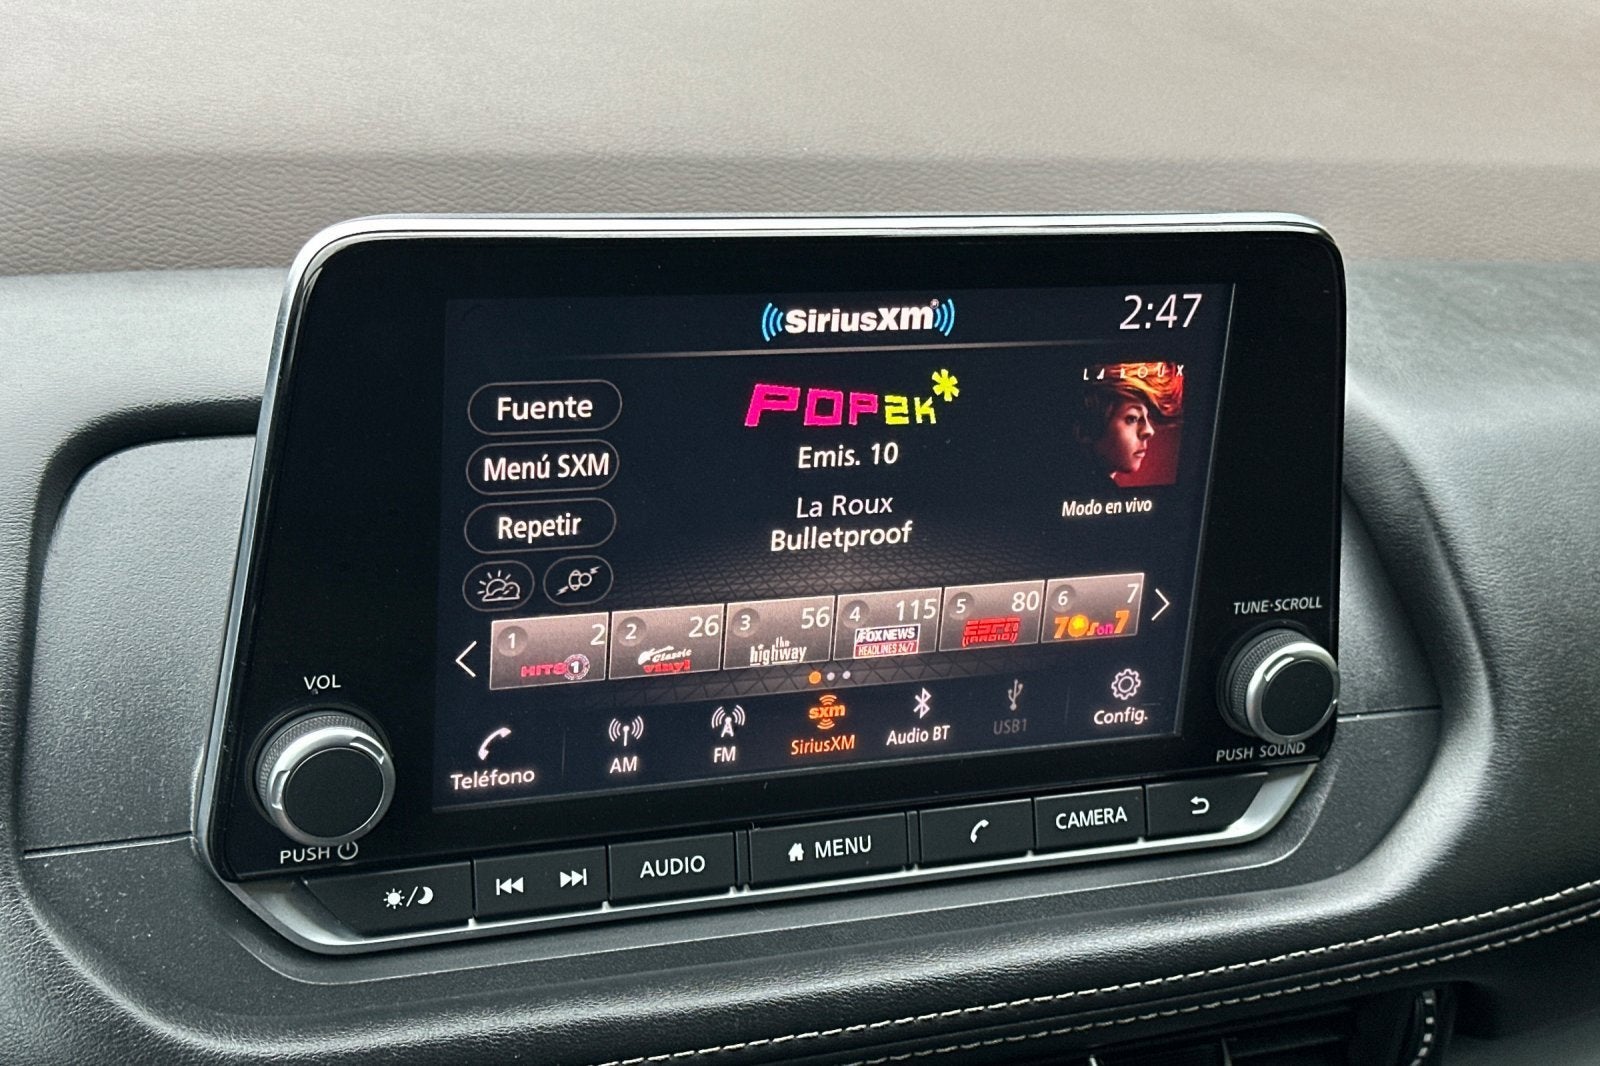 SiriusXM®
2:47
Fuente
POP2K*
LA ROUX
Menú SXM
Emis. 10
Repetir
La Roux
Bulletproof
Modo en vivo
1 2
HITS 1
2 26
Classic vinyl
3 56
the highway
4 115
FOX NEWS
HEADLINES 24/7
5 80
ESPN RADIO
6 7
70s on 7
TUNE·SCROLL
PUSH SOUND
VOL
PUSH
Teléfono
AM
FM
sxm
SiriusXM
Audio BT
USB1
Config.
AUDIO
MENU
CAMERA